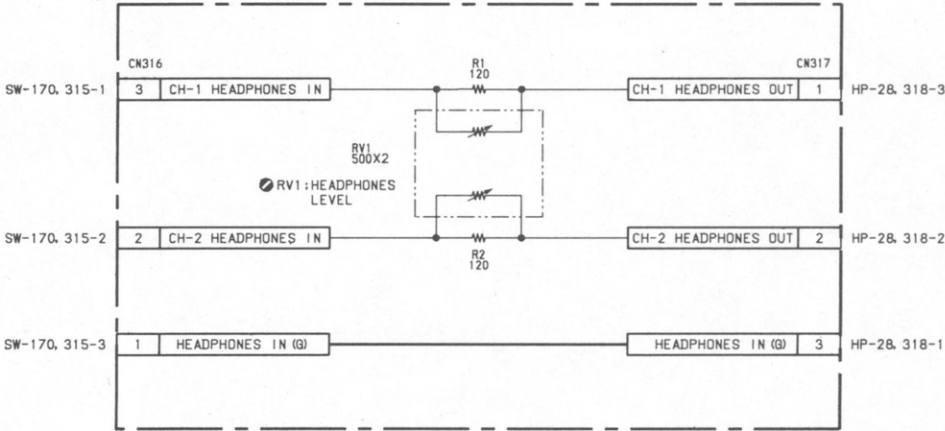 CN316
R1
120
CN317
SW-170, 315-1
3 CH-1 HEADPHONES IN
CH-1 HEADPHONES OUT 1
HP-28, 318-3
RV1
500X2
RV1:HEADPHONES
LEVEL
SW-170, 315-2
2 CH-2 HEADPHONES IN
CH-2 HEADPHONES OUT 2
HP-28, 318-2
R2
120
SW-170, 315-3
1 HEADPHONES IN (G)
HEADPHONES IN (G) 3
HP-28, 318-1